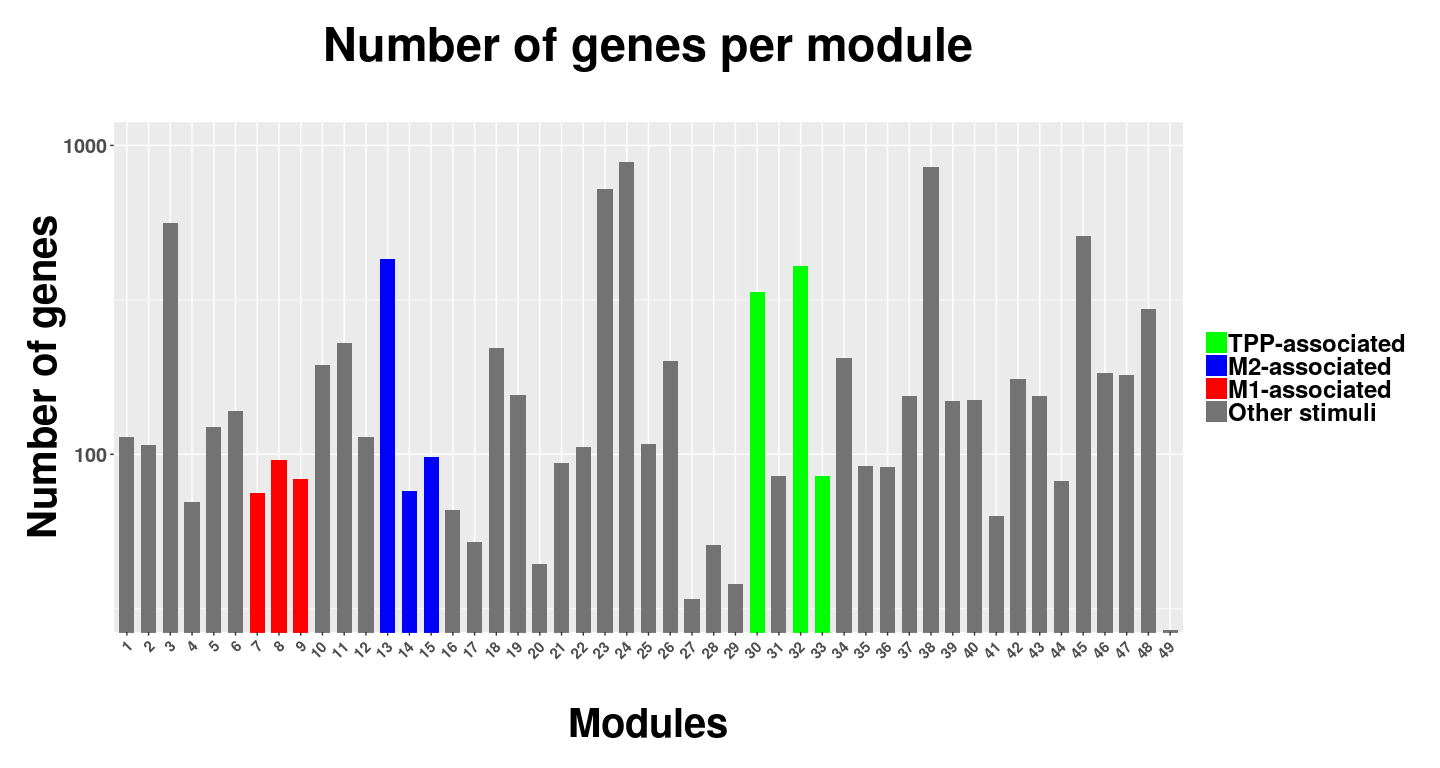 Number of genes per module
Number of genes
1000
100
1 2 3 4 5 6 7 8 9 10 11 12 13 14 15 16 17 18 19 20 21 22 23 24 25 26 27 28 29 30 31 32 33 34 35 36 37 38 39 40 41 42 43 44 45 46 47 48 49
Modules
TPP-associated
M2-associated
M1-associated
Other stimuli